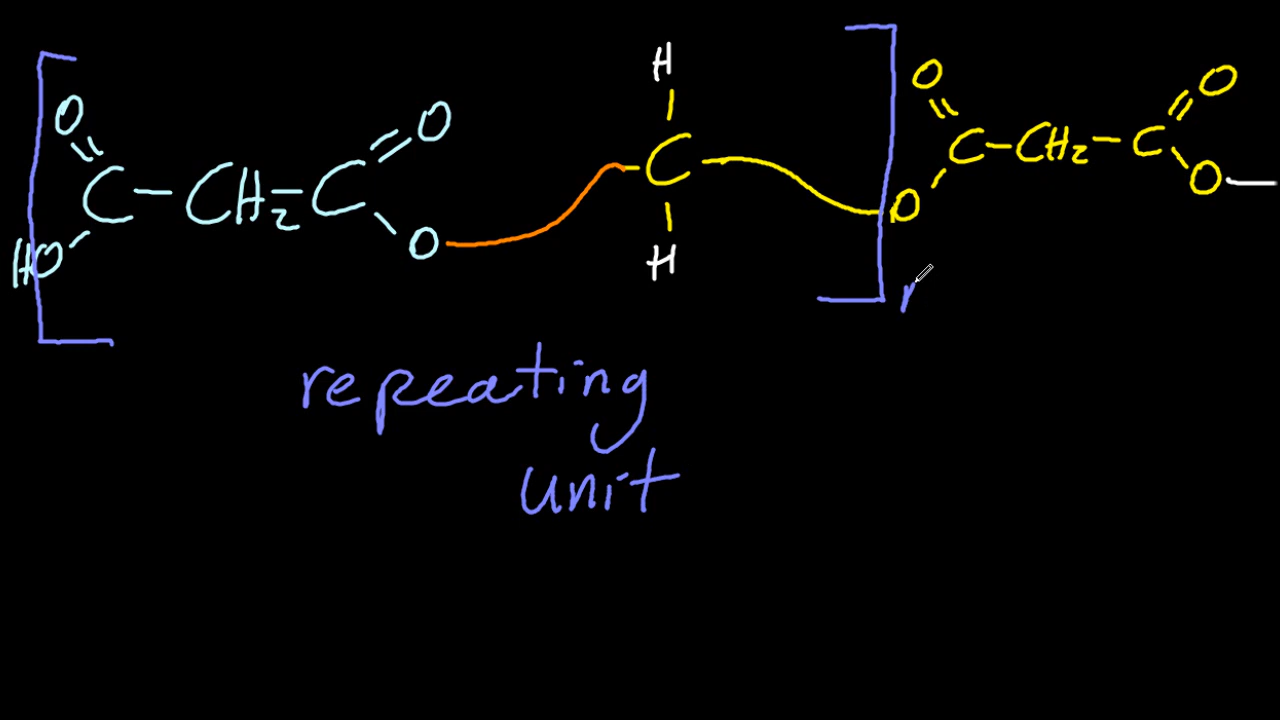 H
O O O O
C - CH2 - C - C C - CH2 - C
HO O H O O -
repeating
unit